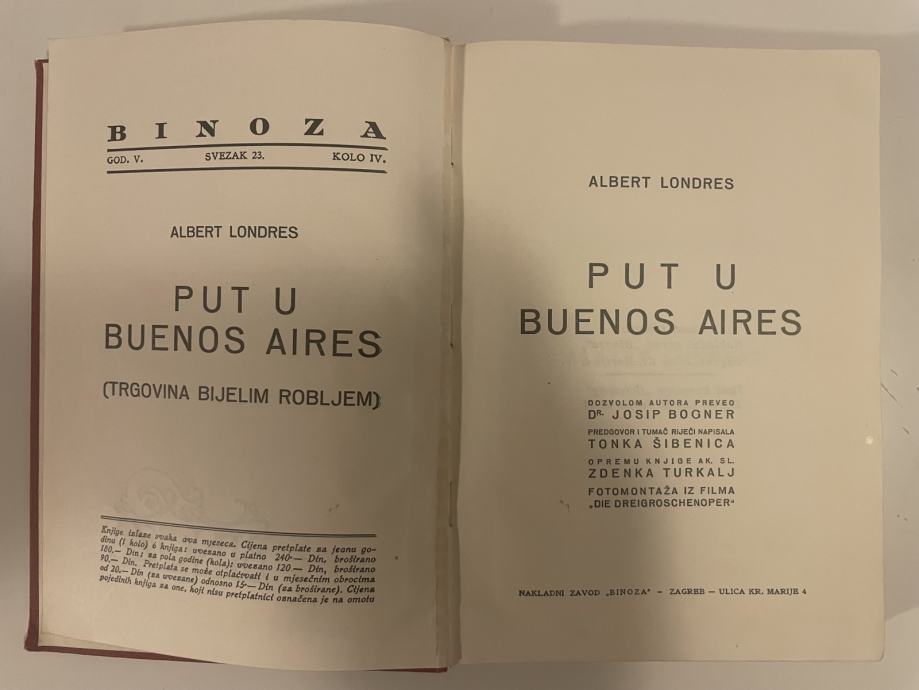 BINOZA
GOD. V. SVEZAK 23. KOLO IV.
ALBERT LONDRES
PUT U
BUENOS AIRES
(TRGOVINA BIJELIM ROBLJEM)
Knjige izlaze svaka dva mjeseca. Cijena pretplate za jednu go-
dinu (1 kolo) 6 knjiga: uvezano u platno 240·— Din, broširano
180.— Din; za pola godine (kola): uvezano 120.— Din, broširano
90.— Din. Pretplata se može otplaćivati i u mjesečnim obrocima
od 20.— Din (za uvezane) odnosno 15·— Din (za broširane). Cijena
pojedinih knjiga za one, koji nisu pretplatnici označena je na omotu
ALBERT LONDRES
PUT U
BUENOS AIRES
DOZVOLOM AUTORA PREVEO
DR. JOSIP BOGNER
PREDGOVOR I TUMAČ RIJEČI NAPISALA
TONKA ŠIBENICA
OPREMU KNJIGE AK. SL.
ZDENKA TURKALJ
FOTOMONTAŽA IZ FILMA
„DIE DREIGROSCHENOPER“
NAKLADNI ZAVOD „BINOZA“ – ZAGREB – ULICA KR. MARIJE 4